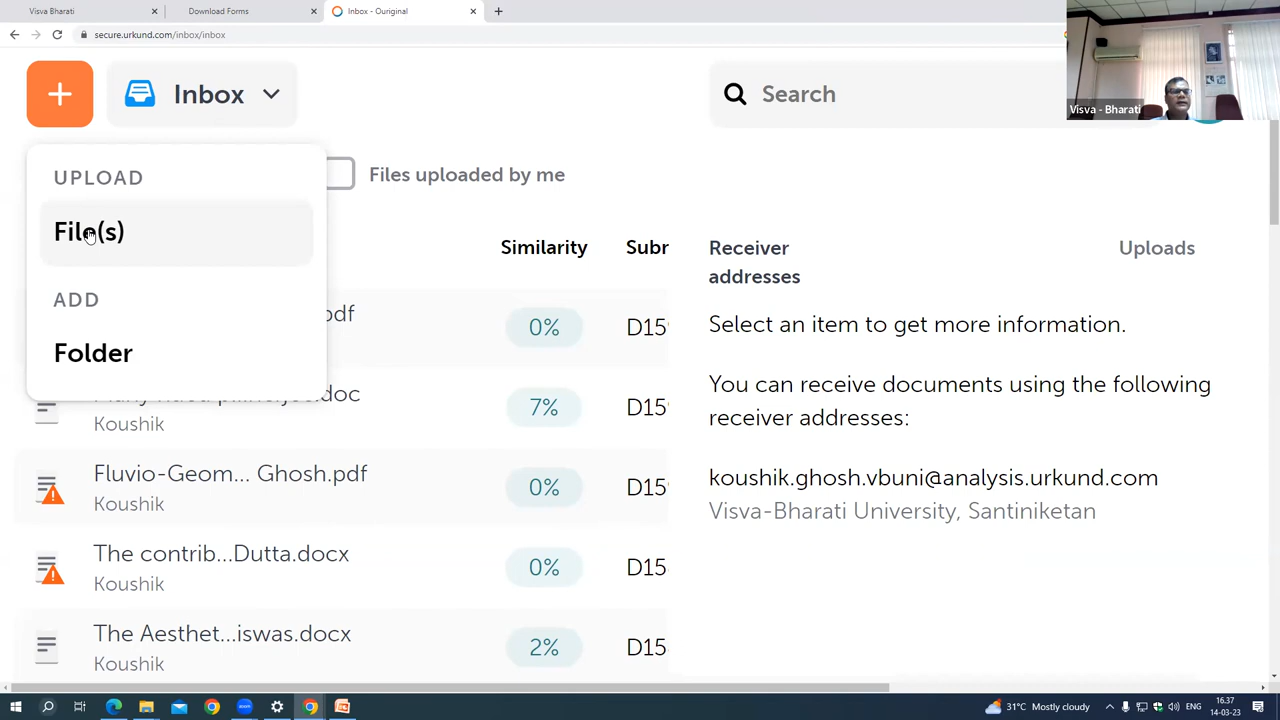 Visva Bharati
Download Forms
Inbox - Ouriginal
secure.urkund.com/inbox/inbox
Inbox
Search
Visva - Bharati
UPLOAD
File(s)
ADD
Folder
Files uploaded by me
Similarity
Subr
Receiver
addresses
Uploads
pdf
0%
D15
Select an item to get more information.
You can receive documents using the following
receiver addresses:
koushik.ghosh.vbuni@analysis.urkund.com
Visva-Bharati University, Santiniketan
.doc
Koushik
7%
D15
Fluvio-Geom... Ghosh.pdf
Koushik
0%
D15
The contrib...Dutta.docx
Koushik
0%
D15
The Aesthet...iswas.docx
Koushik
2%
D15
31°C Mostly cloudy
ENG
16.37
14-03-23